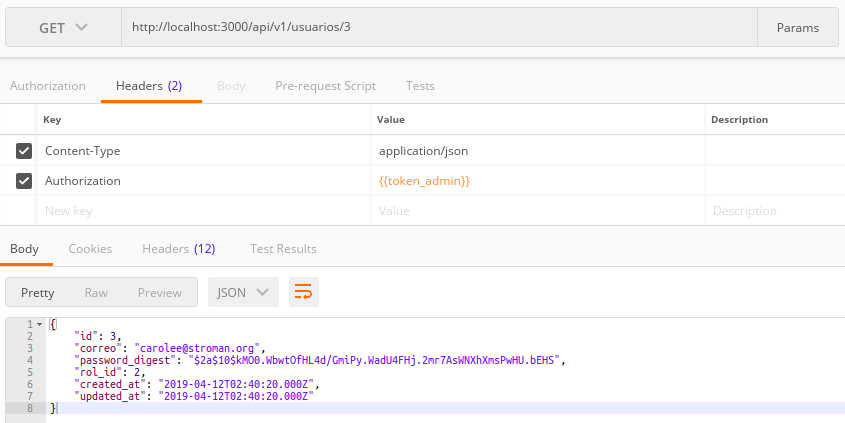 GET http://localhost:3000/api/v1/usuarios/3 Params
Authorization Headers (2) Body Pre-request Script Tests
Key Value Description
Content-Type application/json
Authorization {{token_admin}}
New key Value Description
Body Cookies Headers (12) Test Results
Pretty Raw Preview JSON
1 {
2 "id": 3,
3 "correo": "carolee@stroman.org",
4 "password_digest": "$2a$10$kMO0.WbwtOfHL4d/GmiPy.WadU4FHj.2mr7AsWNXhXmsPwHU.bEHS",
5 "rol_id": 2,
6 "created_at": "2019-04-12T02:40:20.000Z",
7 "updated_at": "2019-04-12T02:40:20.000Z"
8 }